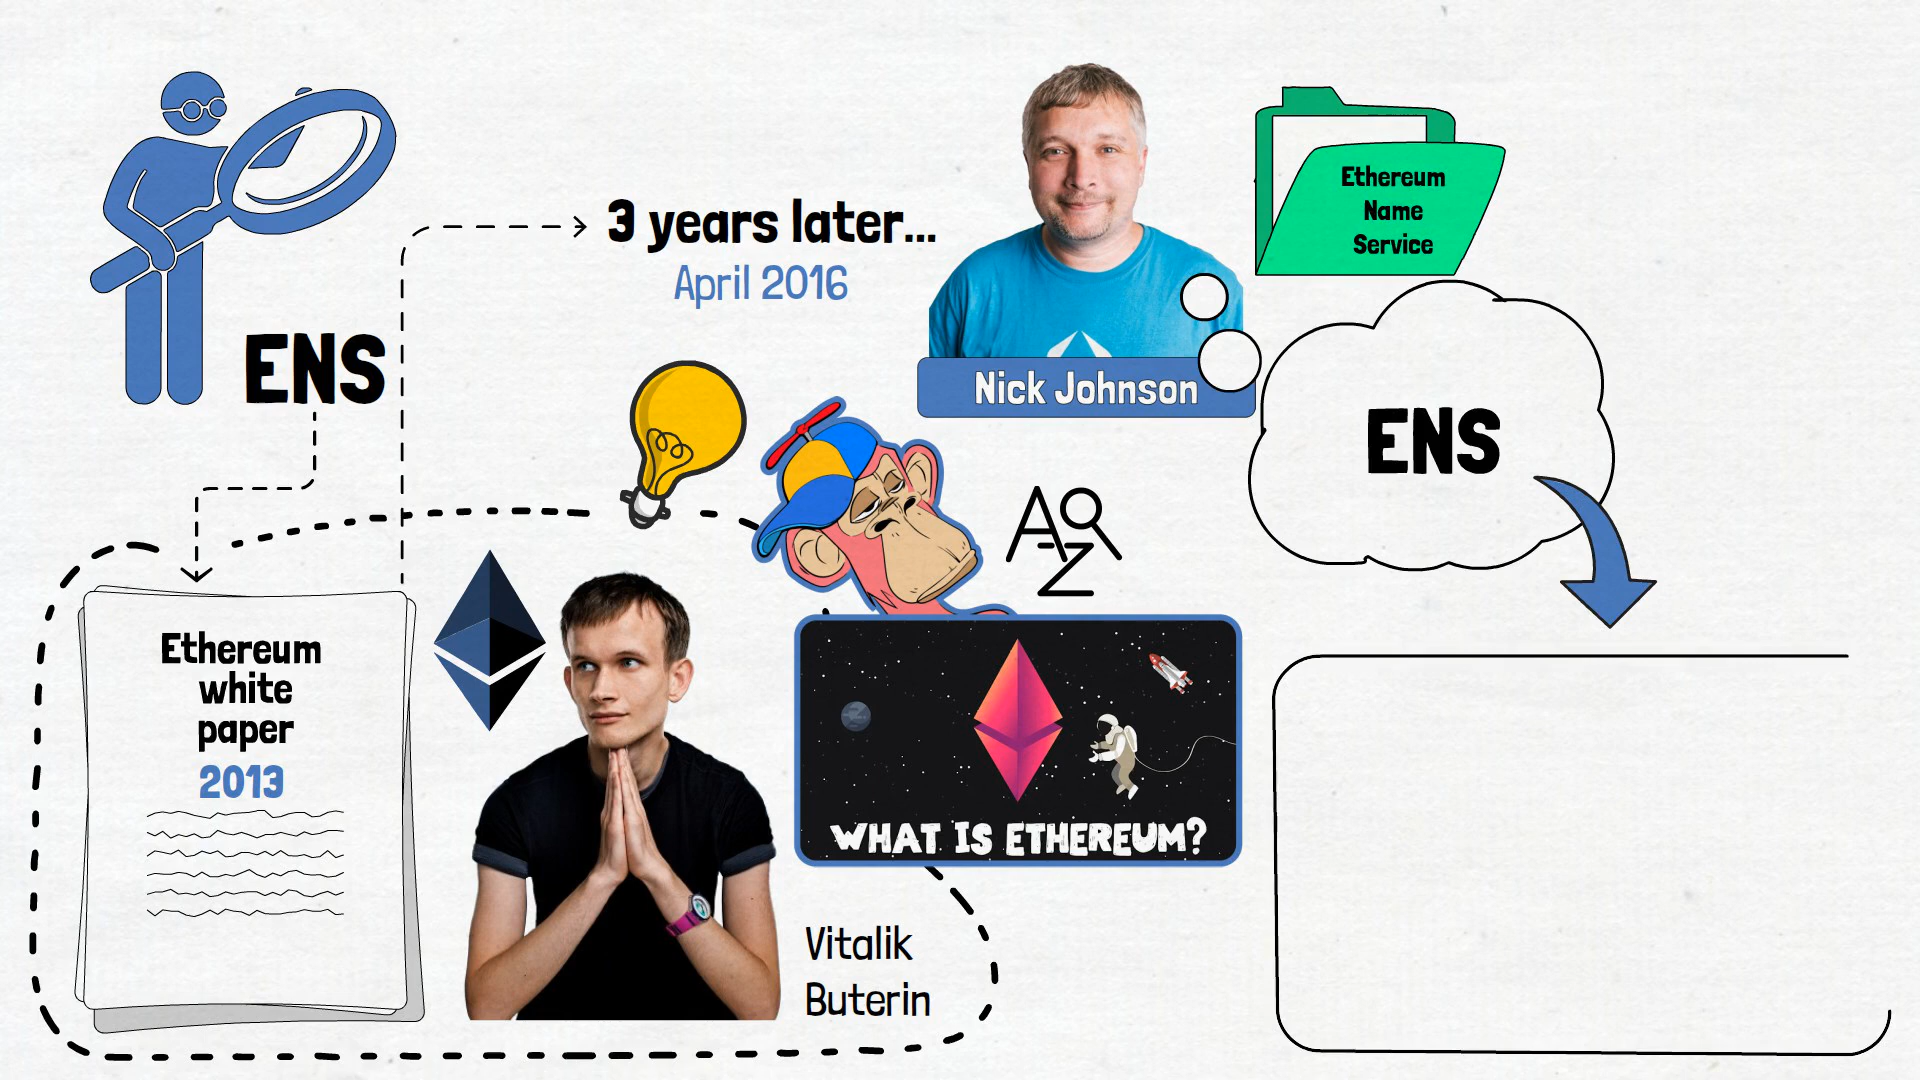 ENS
3 years later...
April 2016
Nick Johnson
Ethereum
Name
Service
ENS
Ethereum
white
paper
2013
A
Z
WHAT IS ETHEREUM?
Vitalik
Buterin